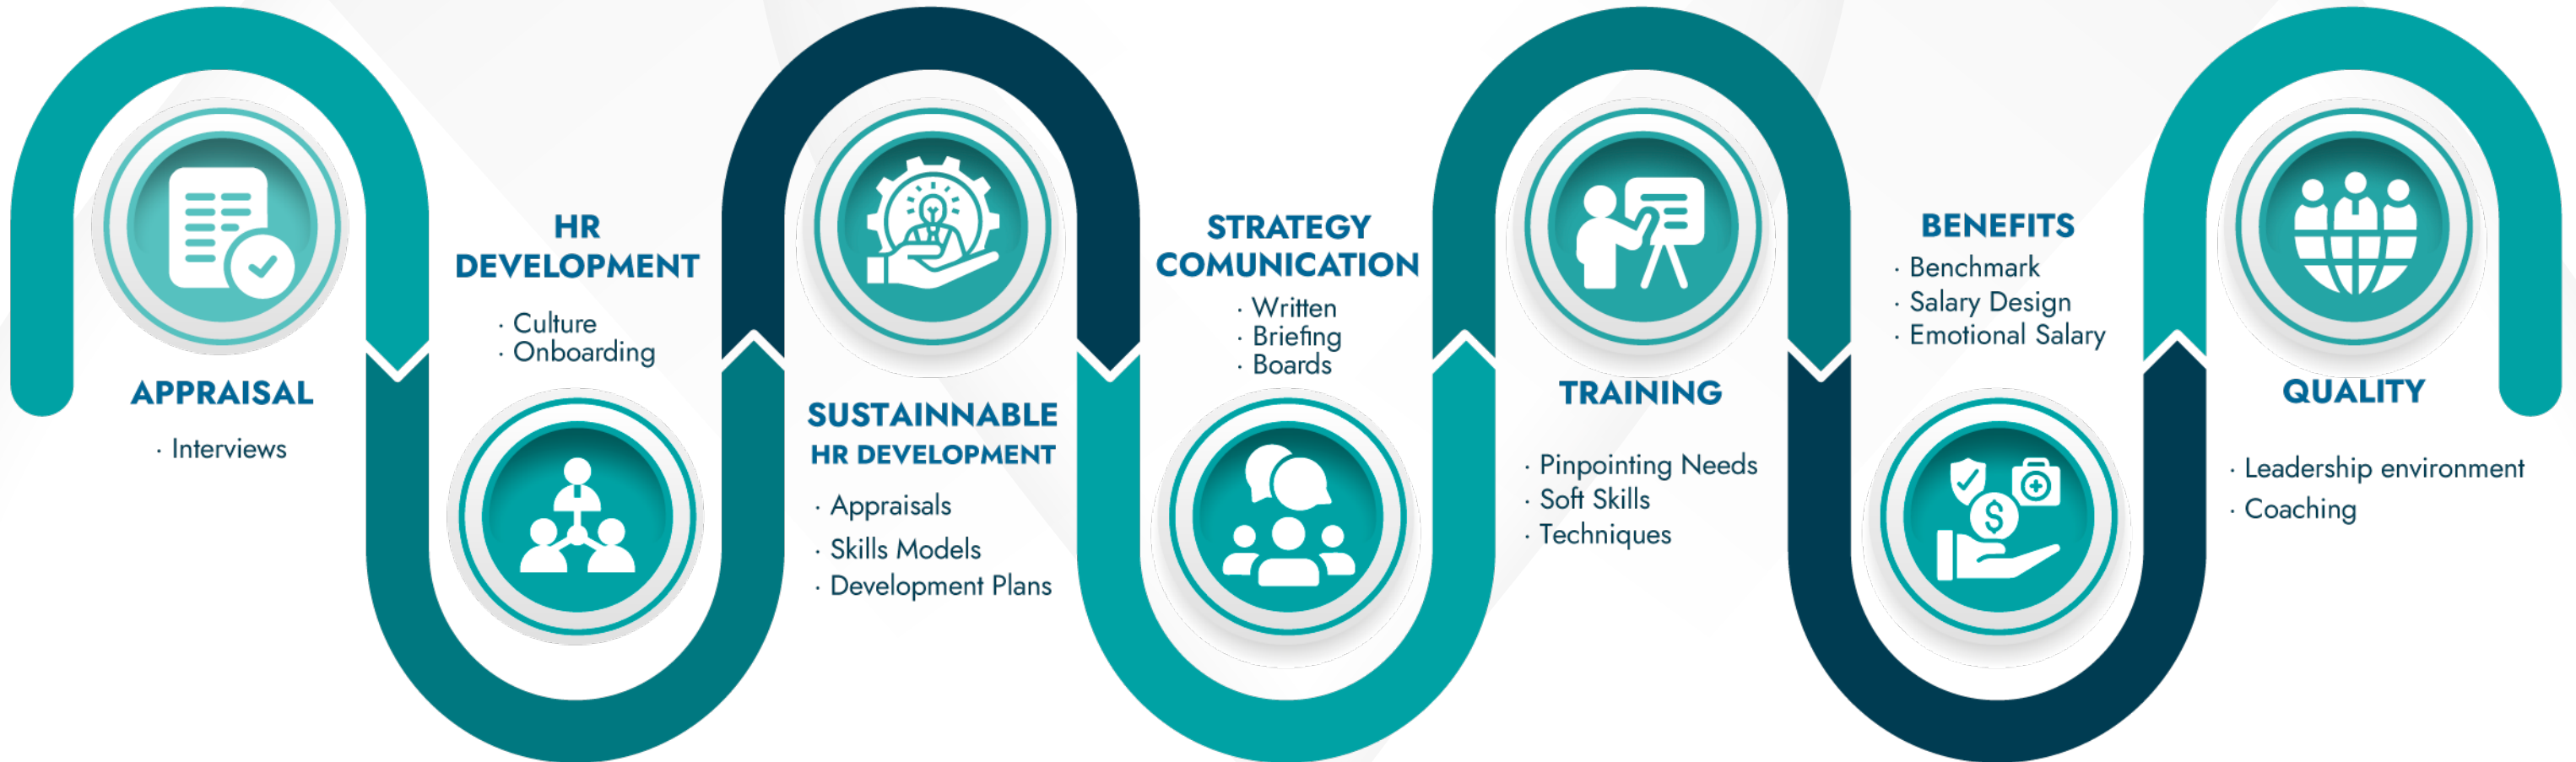 APPRAISAL
· Interviews
HR
DEVELOPMENT
· Culture
· Onboarding
SUSTAINNABLE
HR DEVELOPMENT
· Appraisals
· Skills Models
· Development Plans
STRATEGY
COMUNICATION
· Written
· Briefing
· Boards
TRAINING
· Pinpointing Needs
· Soft Skills
· Techniques
BENEFITS
· Benchmark
· Salary Design
· Emotional Salary
$
QUALITY
· Leadership environment
· Coaching